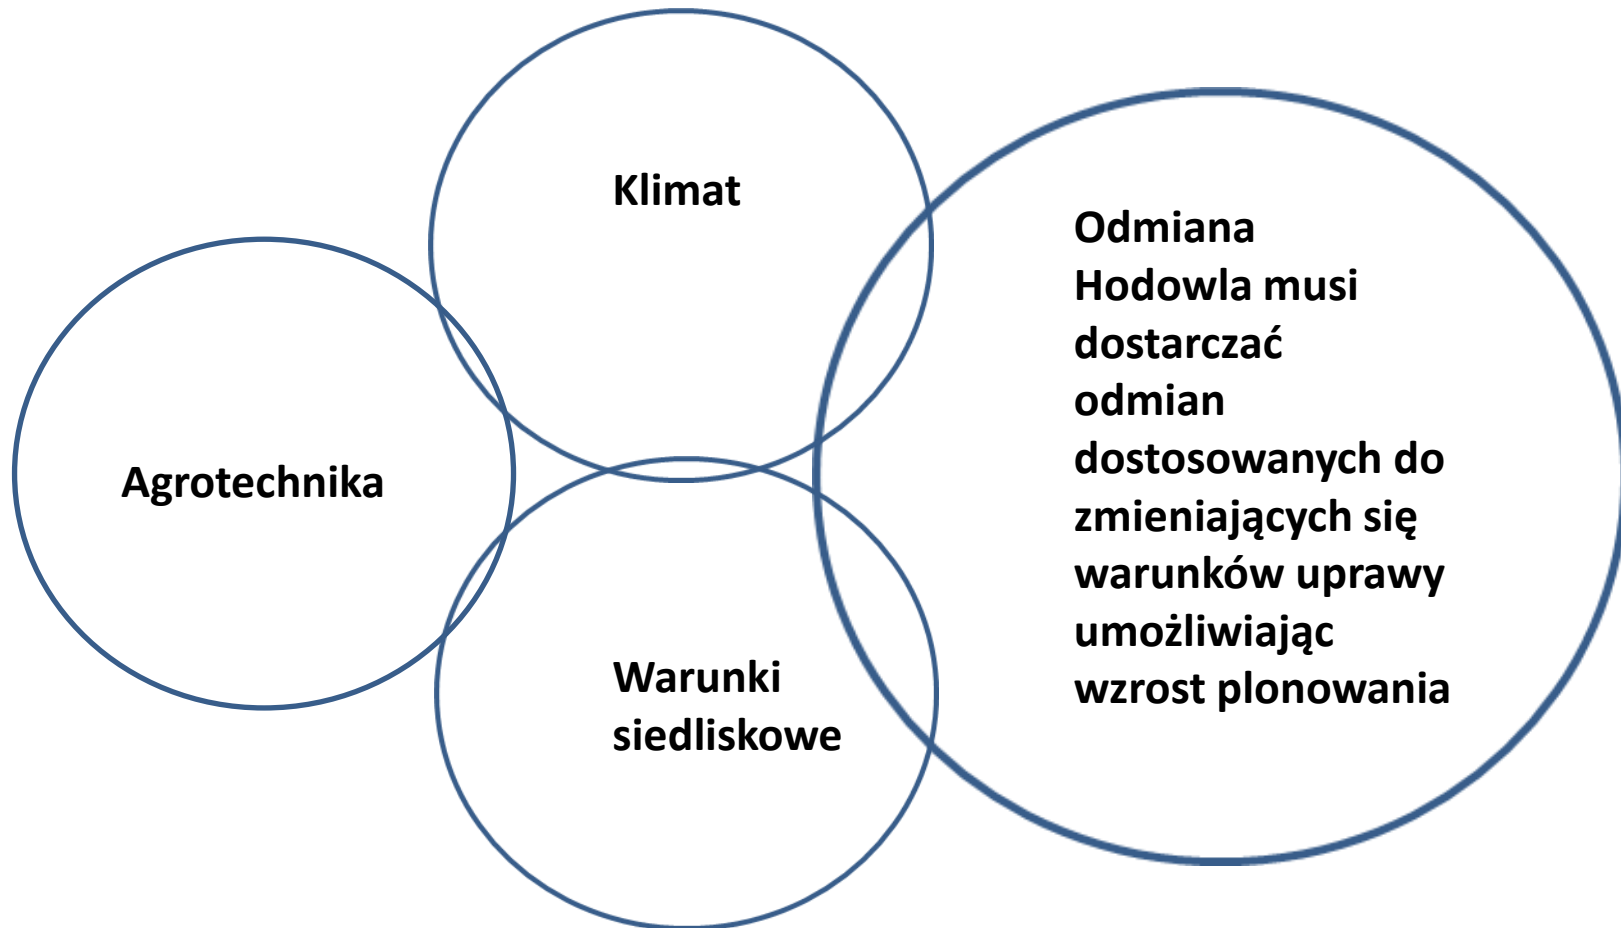 Klimat
Agrotechnika
Warunki
siedliskowe
Odmiana
Hodowla musi
dostarczać
odmian
dostosowanych do
zmieniających się
warunków uprawy
umożliwiając
wzrost plonowania